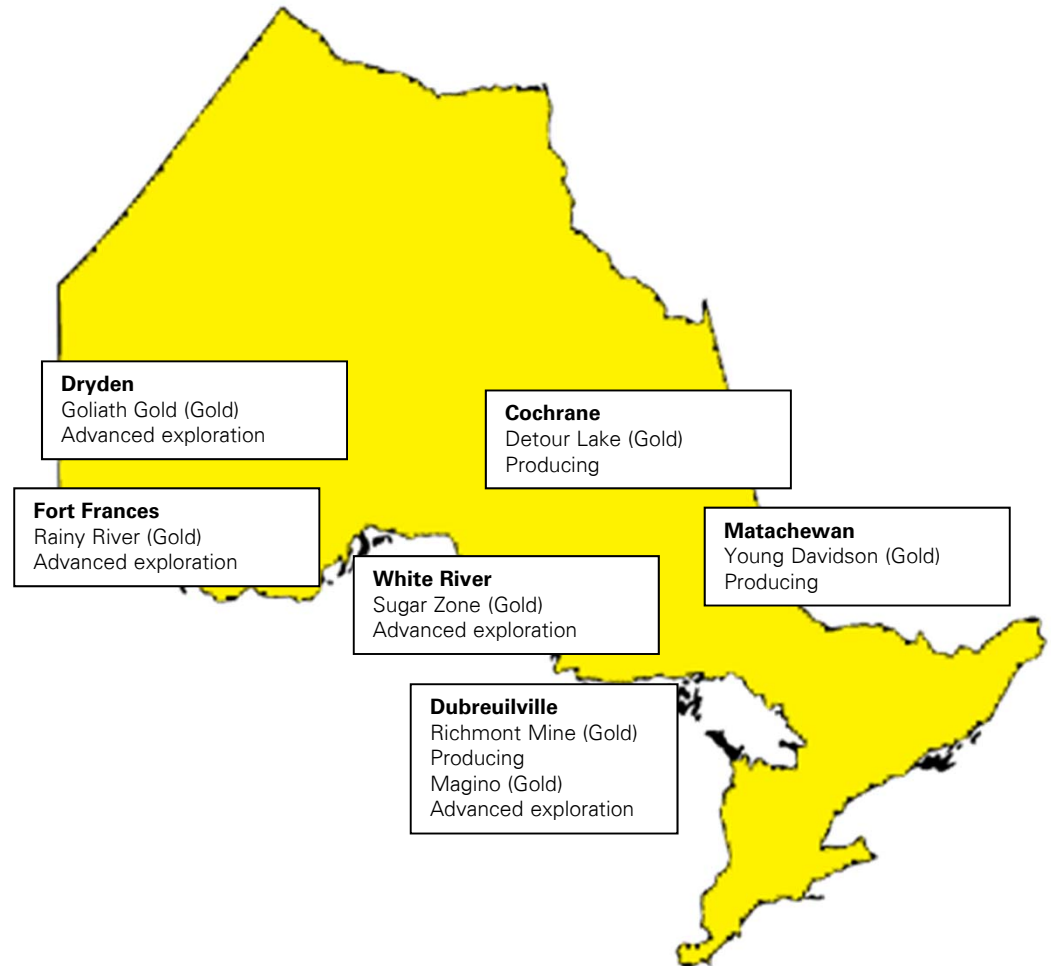 Dryden
Goliath Gold (Gold)
Advanced exploration
Cochrane
Detour Lake (Gold)
Producing
Fort Frances
Rainy River (Gold)
Advanced exploration
Matachewan
Young Davidson (Gold)
Producing
White River
Sugar Zone (Gold)
Advanced exploration
Dubreuilville
Richmont Mine (Gold)
Producing
Magino (Gold)
Advanced exploration